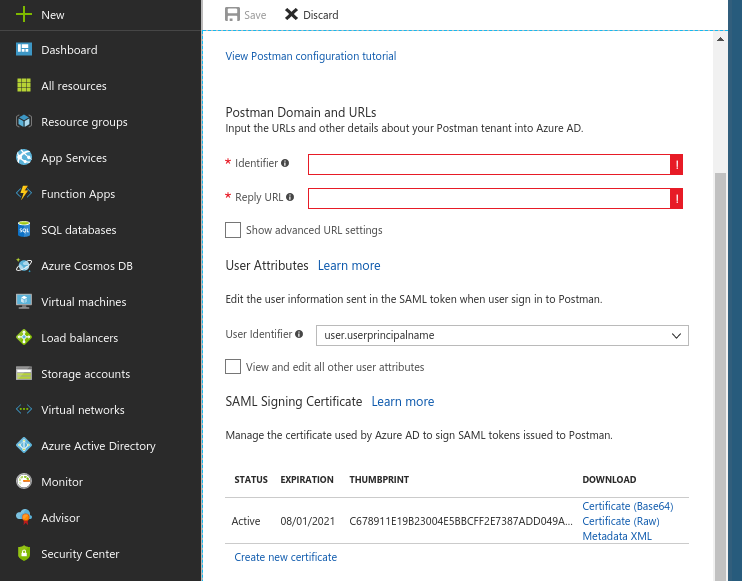 New
Dashboard
All resources
Resource groups
App Services
Function Apps
SQL databases
Azure Cosmos DB
Virtual machines
Load balancers
Storage accounts
Virtual networks
Azure Active Directory
Monitor
Advisor
Security Center
Save Discard
View Postman configuration tutorial
Postman Domain and URLs
Input the URLs and other details about your Postman tenant into Azure AD.
* Identifier
* Reply URL
Show advanced URL settings
User Attributes Learn more
Edit the user information sent in the SAML token when user sign in to Postman.
User Identifier user.userprincipalname
View and edit all other user attributes
SAML Signing Certificate Learn more
Manage the certificate used by Azure AD to sign SAML tokens issued to Postman.
STATUS EXPIRATION THUMBPRINT DOWNLOAD
Active 08/01/2021 C678911E19B23004E5BBCFF2E7387ADD049A... Certificate (Base64)
Certificate (Raw)
Metadata XML
Create new certificate